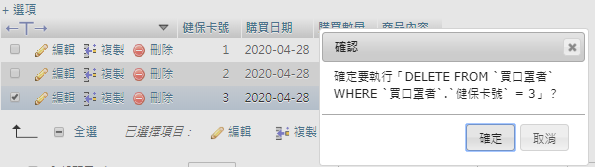 + 選項
←T→ 健保卡號 購買日期 購買數量 商品內容
編輯 複製 刪除 1 2020-04-28
編輯 複製 刪除 2 2020-04-28
編輯 複製 刪除 3 2020-04-28
全選 已選擇項目： 編輯 複製
確認
確定要執行「DELETE FROM `買口罩者`
WHERE `買口罩者`.`健保卡號` = 3」？
確定 取消